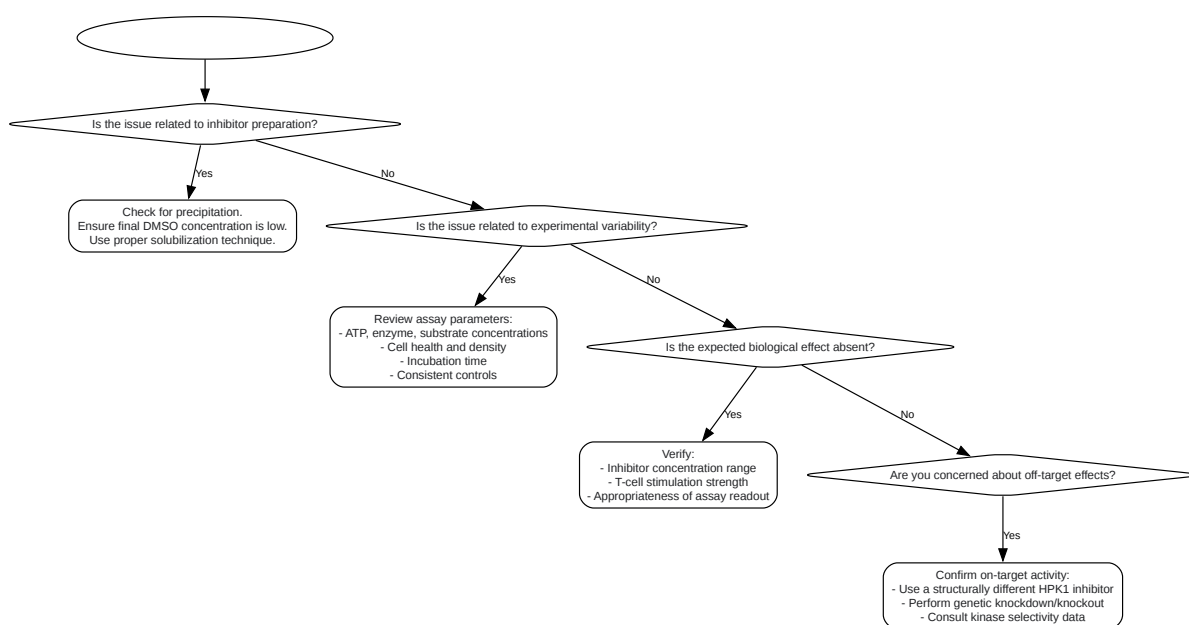 Is the issue related to inhibitor preparation?
Yes
No
Check for precipitation.
Ensure final DMSO concentration is low.
Use proper solubilization technique.
Is the issue related to experimental variability?
Yes
No
Review assay parameters:
- ATP, enzyme, substrate concentrations
- Cell health and density
- Incubation time
- Consistent controls
Is the expected biological effect absent?
Yes
No
Verify:
- Inhibitor concentration range
- T-cell stimulation strength
- Appropriateness of assay readout
Are you concerned about off-target effects?
Yes
Confirm on-target activity:
- Use a structurally different HPK1 inhibitor
- Perform genetic knockdown/knockout
- Consult kinase selectivity data